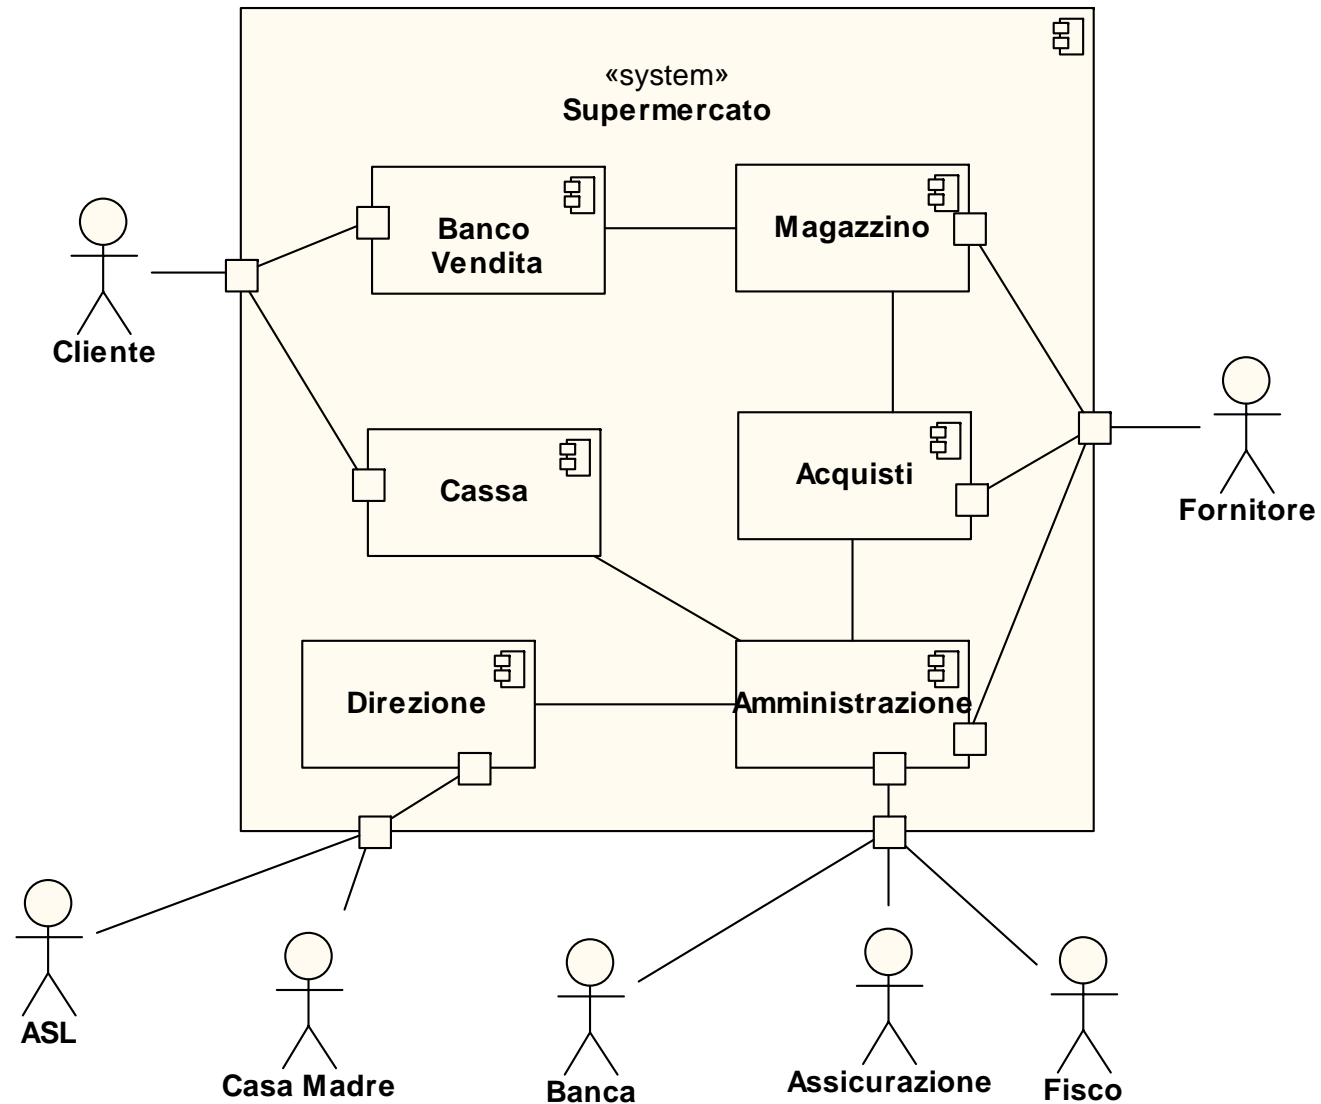 «system»
Supermercato
Banco
Vendita
Magazzino
Cliente
Cassa
Acquisti
Fornitore
Direzione
Amministrazione
ASL
Casa Madre
Banca
Assicurazione
Fisco